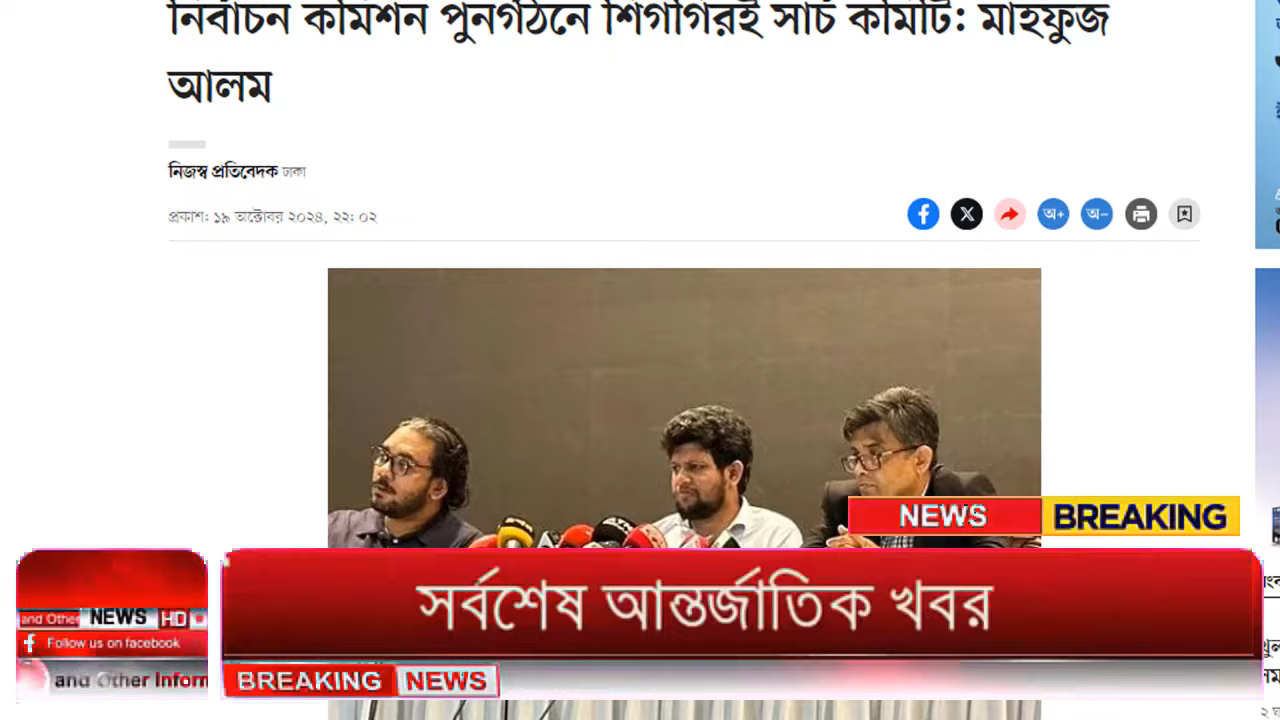 নির্বাচন কমিশন পুনর্গঠনে শিগগিরই সার্চ কমিটি: মাহফুজ
আলম
নিজস্ব প্রতিবেদক ঢাকা
প্রকাশ: ১৯ অক্টোবর ২০২৪, ২২: ০২
অ+ অ-
NEWS BREAKING
সর্বশেষ আন্তর্জাতিক খবর
and Other NEWS HD
Follow us on facebook
and Other Inform
BREAKING NEWS